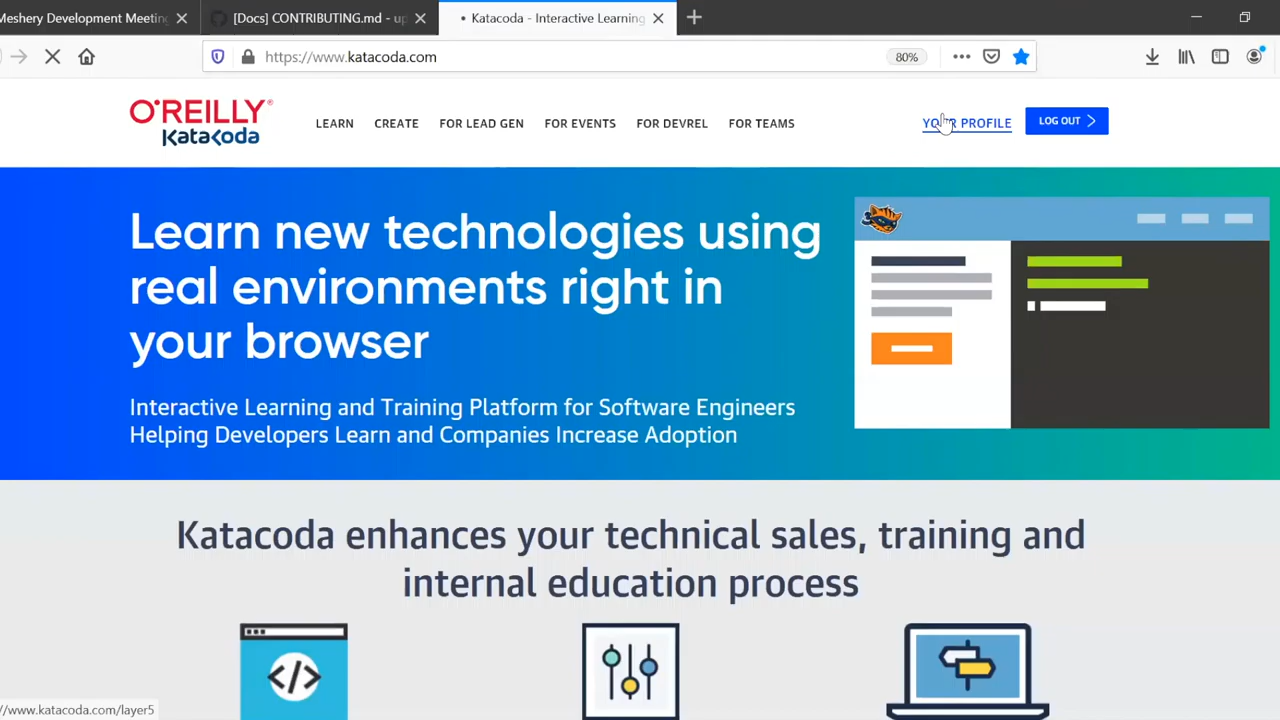 Meshery Development Meeting
[Docs] CONTRIBUTING.md - up
Katacoda - Interactive Learning
https://www.katacoda.com
80%
O'REILLY®
Katacoda
LEARN
CREATE
FOR LEAD GEN
FOR EVENTS
FOR DEVREL
FOR TEAMS
YOUR PROFILE
LOG OUT
Learn new technologies using
real environments right in
your browser
Interactive Learning and Training Platform for Software Engineers
Helping Developers Learn and Companies Increase Adoption
Katacoda enhances your technical sales, training and
internal education process
</>
//www.katacoda.com/layer5